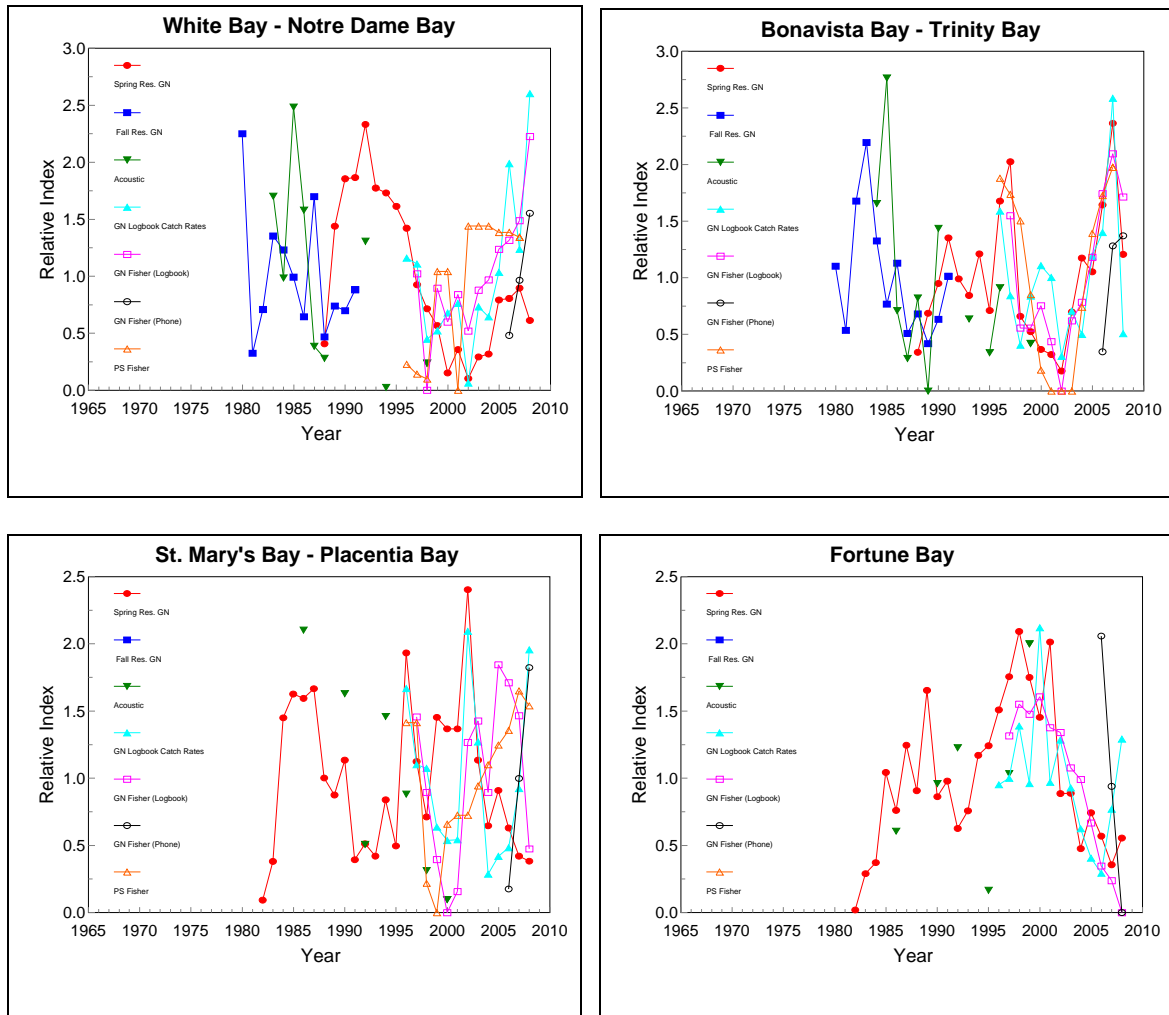 White Bay - Notre Dame Bay
3.0
2.5
2.0
1.5
1.0
0.5
0.0
Relative Index
Spring Res. GN
Fall Res. GN
Acoustic
GN Logbook Catch Rates
GN Fisher (Logbook)
GN Fisher (Phone)
PS Fisher
1965 1970 1975 1980 1985 1990 1995 2000 2005 2010
Year
Bonavista Bay - Trinity Bay
3.0
2.5
2.0
1.5
1.0
0.5
0.0
Relative Index
Spring Res. GN
Fall Res. GN
Acoustic
GN Logbook Catch Rates
GN Fisher (Logbook)
GN Fisher (Phone)
PS Fisher
1965 1970 1975 1980 1985 1990 1995 2000 2005 2010
Year
St. Mary's Bay - Placentia Bay
2.5
2.0
1.5
1.0
0.5
0.0
Relative Index
Spring Res. GN
Fall Res. GN
Acoustic
GN Logbook Catch Rates
GN Fisher (Logbook)
GN Fisher (Phone)
PS Fisher
1965 1970 1975 1980 1985 1990 1995 2000 2005 2010
Year
Fortune Bay
2.5
2.0
1.5
1.0
0.5
0.0
Relative Index
Spring Res. GN
Fall Res. GN
Acoustic
GN Logbook Catch Rates
GN Fisher (Logbook)
GN Fisher (Phone)
PS Fisher
1965 1970 1975 1980 1985 1990 1995 2000 2005 2010
Year